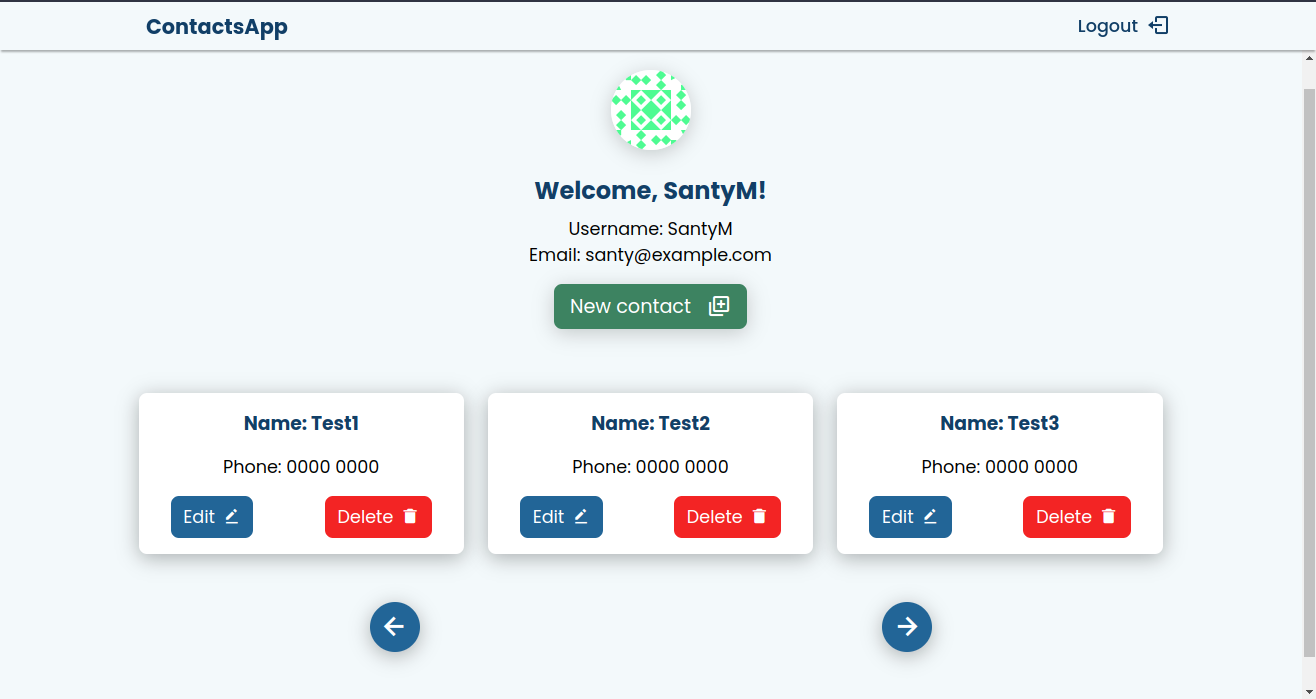 ContactsApp
Logout
Welcome, SantyM!
Username: SantyM
Email: santy@example.com
New contact
Name: Test1
Phone: 0000 0000
Edit
Delete
Name: Test2
Phone: 0000 0000
Edit
Delete
Name: Test3
Phone: 0000 0000
Edit
Delete